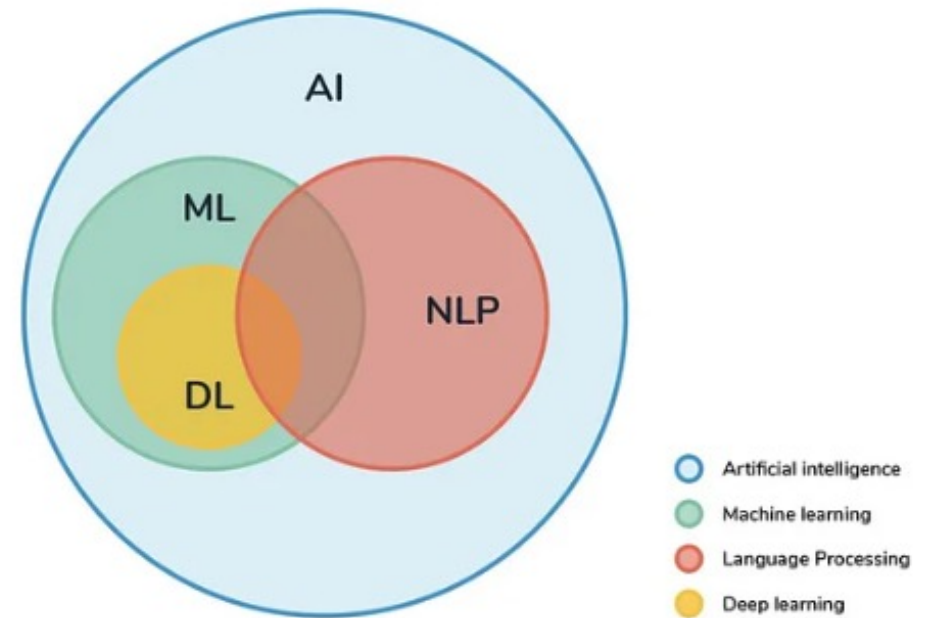 AI
ML
NLP
DL
Artificial intelligence
Machine learning
Language Processing
Deep learning